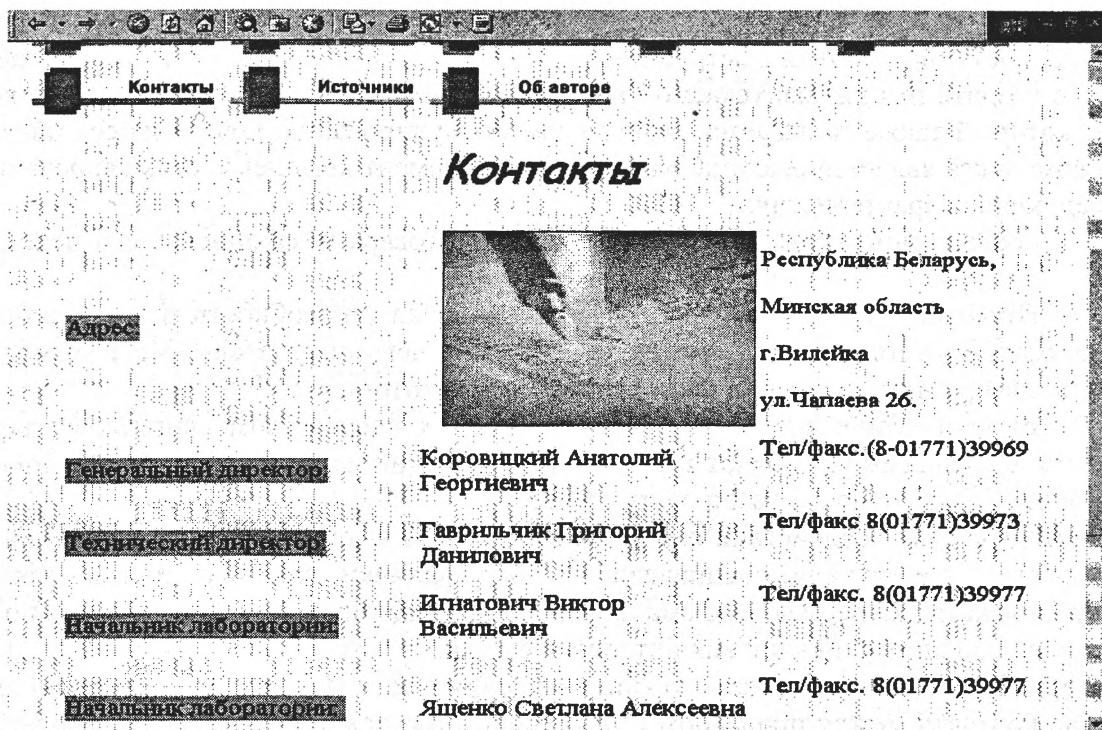 Контакты Источники Об авторе
Контакты
Адрес:
Республика Беларусь,
Минская область
г.Вилейка
ул.Чапаева 26.
Генеральный директор:
Коровицкий Анатолий
Георгиевич
Тел/факс.(8-01771)39969
Технический директор:
Гаврильчик Григорий
Данилович
Тел/факс 8(01771)39973
Начальник лаборатории:
Игнатович Виктор
Васильевич
Тел/факс. 8(01771)39977
Начальник лаборатории:
Ященко Светлана Алексеевна
Тел/факс. 8(01771)39977